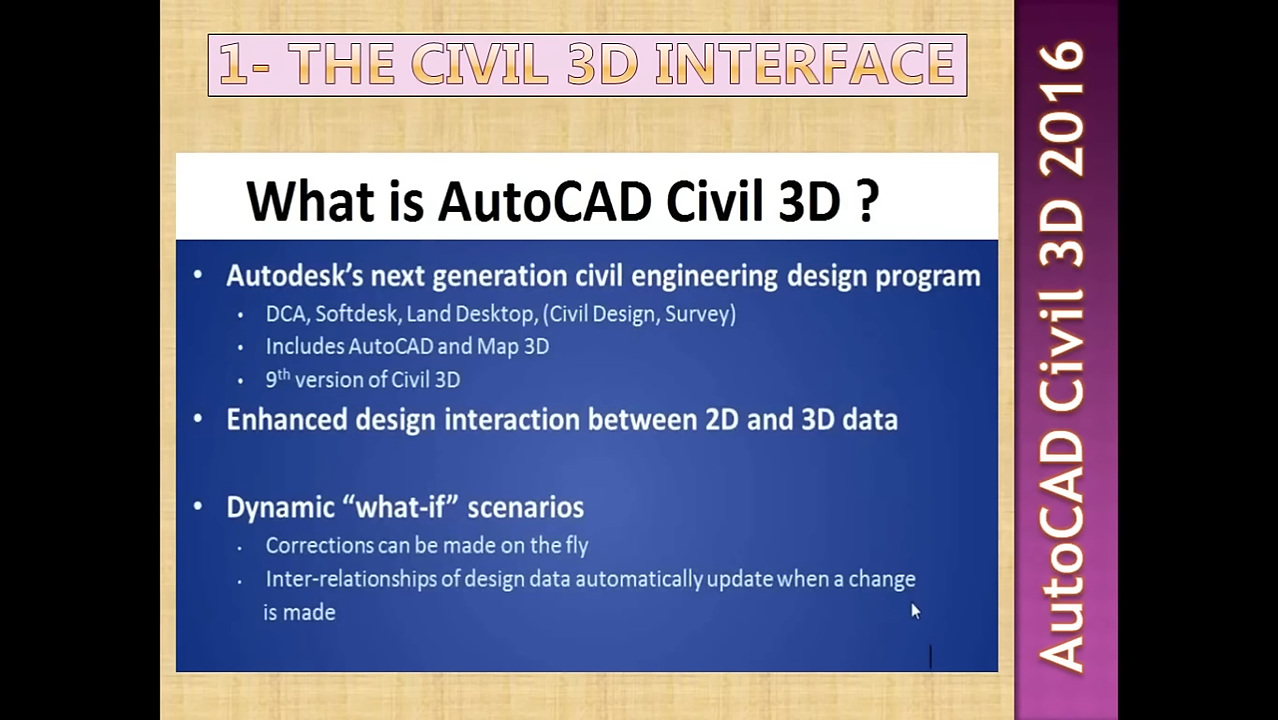 1- THE CIVIL 3D INTERFACE
What is AutoCAD Civil 3D ?
• Autodesk’s next generation civil engineering design program
• DCA, Softdesk, Land Desktop, (Civil Design, Survey)
• Includes AutoCAD and Map 3D
• 9th version of Civil 3D
• Enhanced design interaction between 2D and 3D data
• Dynamic “what-if” scenarios
• Corrections can be made on the fly
• Inter-relationships of design data automatically update when a change
is made
AutoCAD Civil 3D 2016